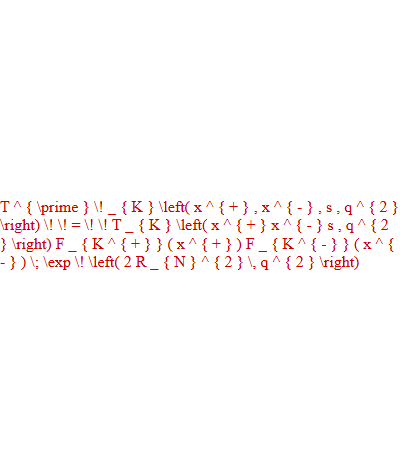 T ^ { \prime } \! _ { K } \left( x ^ { + } , x ^ { - } , s , q ^ { 2 }
\right) \! \! = \! \! T _ { K } \left( x ^ { + } x ^ { - } s , q ^ { 2
} \right) F _ { K ^ { + } } ( x ^ { + } ) F _ { K ^ { - } } ( x ^ {
- } ) \; \exp \! \left( 2 R _ { N } ^ { 2 } \, q ^ { 2 } \right)